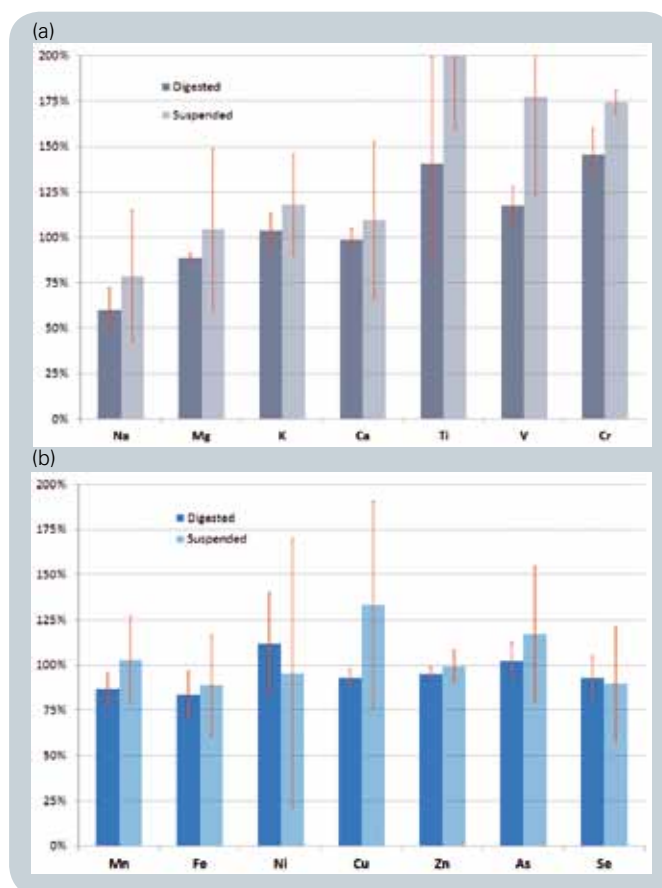 (a)
200%
Digested
175%
Suspended
150%
125%
100%
75%
50%
25%
0%
Na Mg K Ca Ti V Cr
(b)
200%
Digested
175%
Suspended
150%
125%
100%
75%
50%
25%
0%
Mn Fe Ni Cu Zn As Se